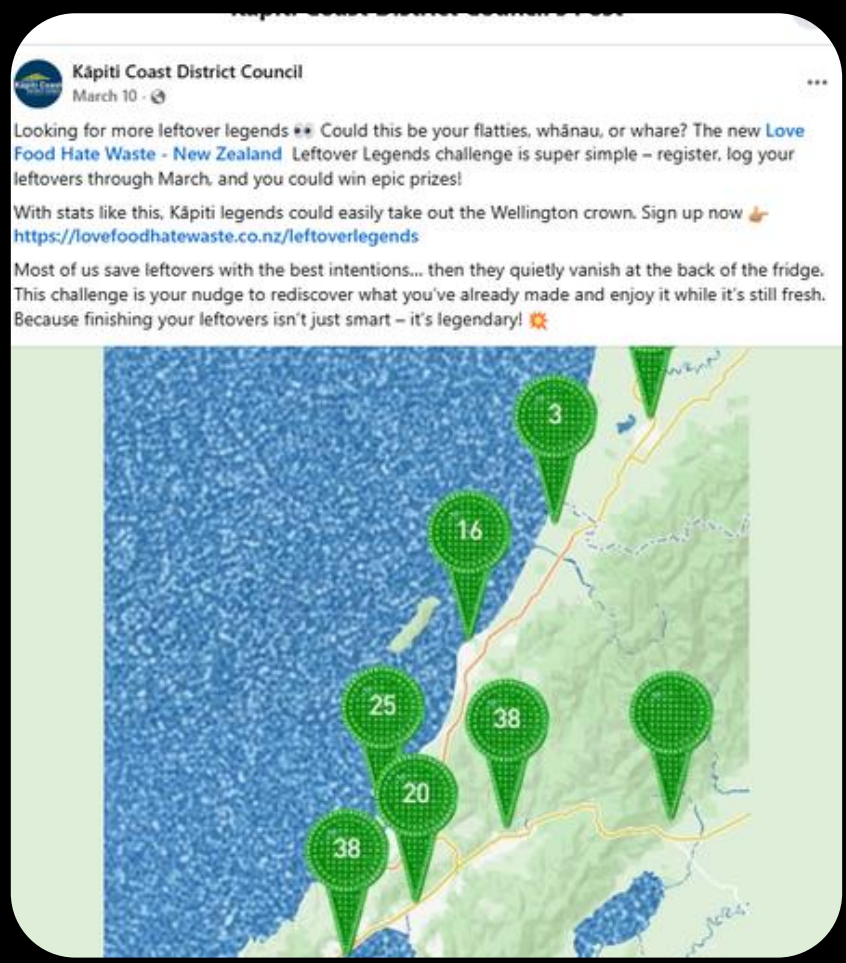 Kāpiti Coast District Council's Post
Kāpiti Coast District Council
March 10 ·
Looking for more leftover legends 👀 Could this be your flatties, whānau, or whare? The new Love
Food Hate Waste - New Zealand Leftover Legends challenge is super simple – register, log your
leftovers through March, and you could win epic prizes!
With stats like this, Kāpiti legends could easily take out the Wellington crown. Sign up now 👉🏼
https://lovefoodhatewaste.co.nz/leftoverlegends
Most of us save leftovers with the best intentions... then they quietly vanish at the back of the fridge.
This challenge is your nudge to rediscover what you've already made and enjoy it while it's still fresh.
Because finishing your leftovers isn't just smart – it's legendary! 💥
3
16
25
38
20
38